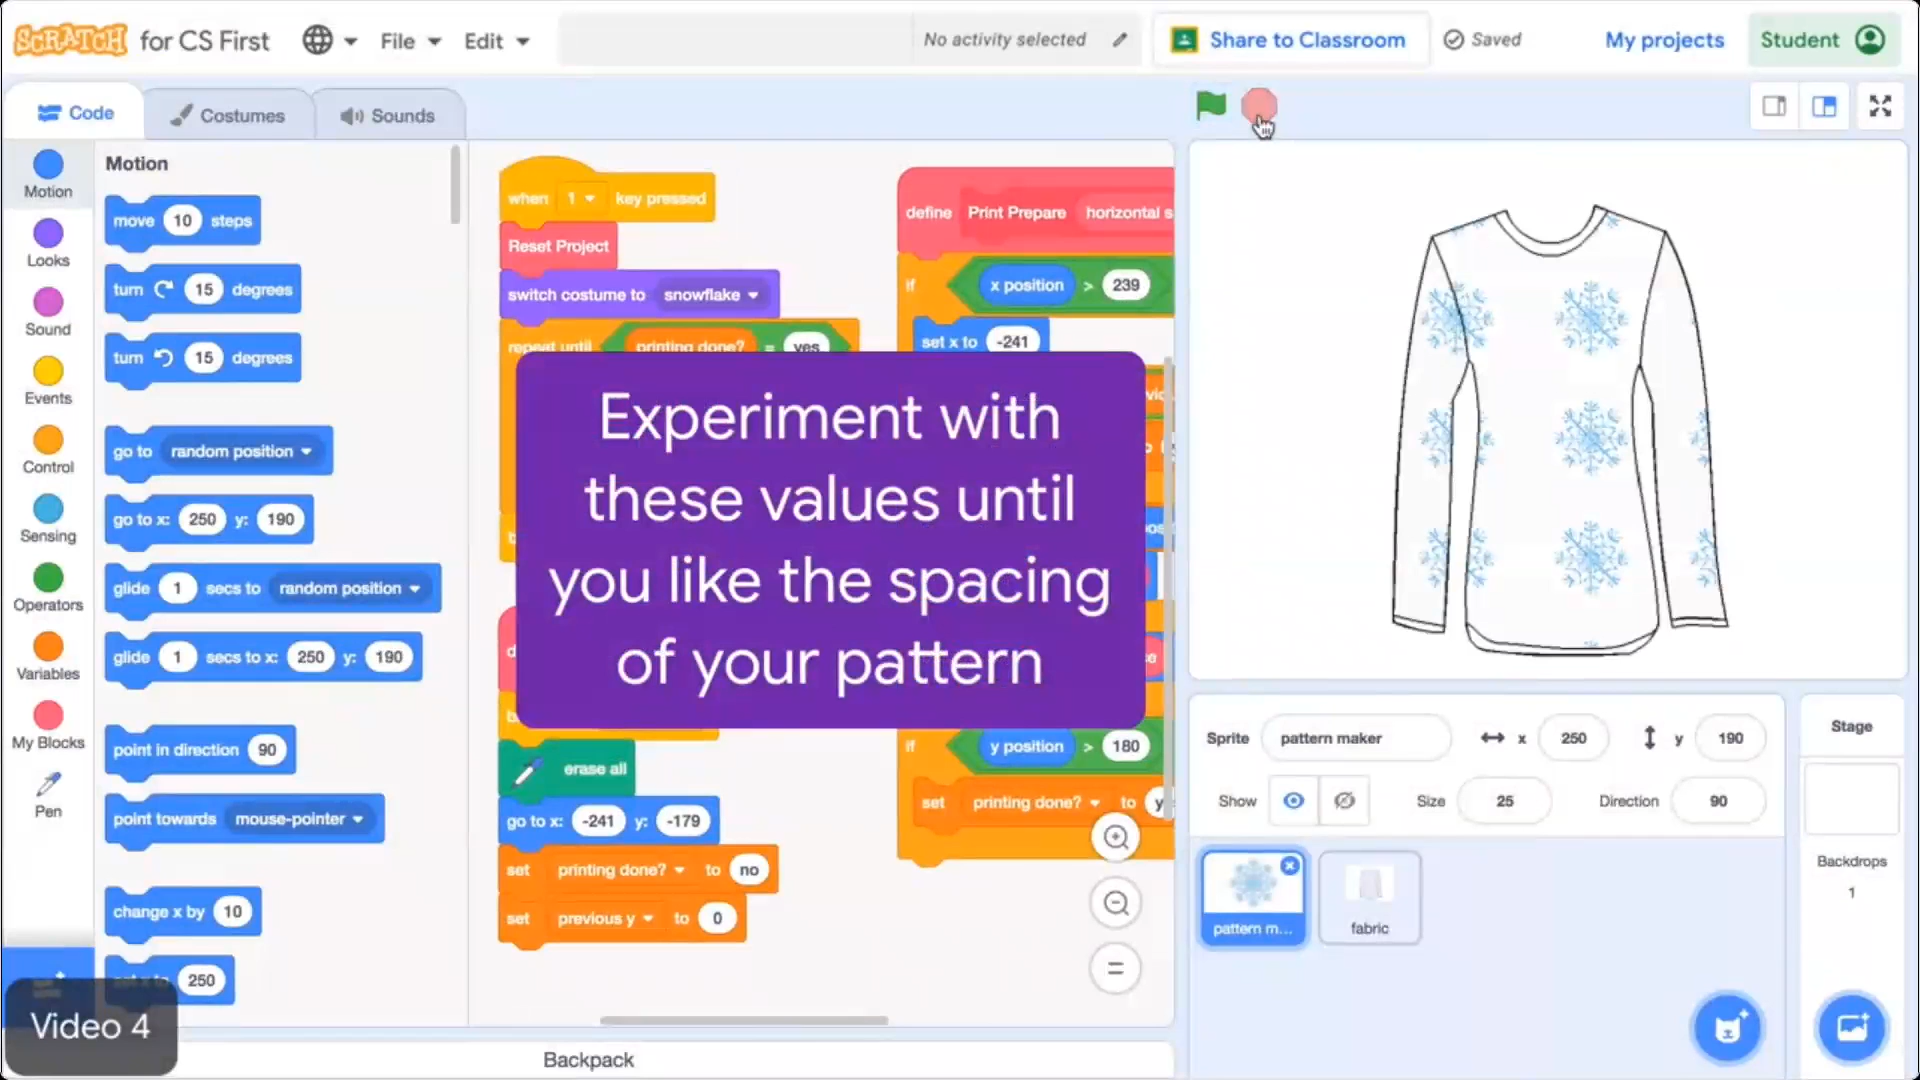 SCRATCH for CS First File Edit No activity selected Share to Classroom Saved My projects Student
Code Costumes Sounds
Motion
Looks
Sound
Events
Control
Sensing
Operators
Variables
My Blocks
Pen
Motion
move 10 steps
turn 15 degrees
turn 15 degrees
go to random position
go to x: 250 y: 190
glide 1 secs to random position
glide 1 secs to x: 250 y: 190
point in direction 90
point towards mouse-pointer
change x by 10
250
when 1 key pressed
Reset Project
switch costume to snowflake
repeat until printing done? = yes
erase all
go to x: -241 y: -179
set printing done? to no
set previous y to 0
define Print Prepare horizontal s
if x position > 239
set x to -241
if y position > 180
set printing done? to y
Experiment with
these values until
you like the spacing
of your pattern
Sprite pattern maker x 250 y 190
Show Size 25 Direction 90
pattern m...
fabric
Stage
Backdrops
1
Video 4
Backpack